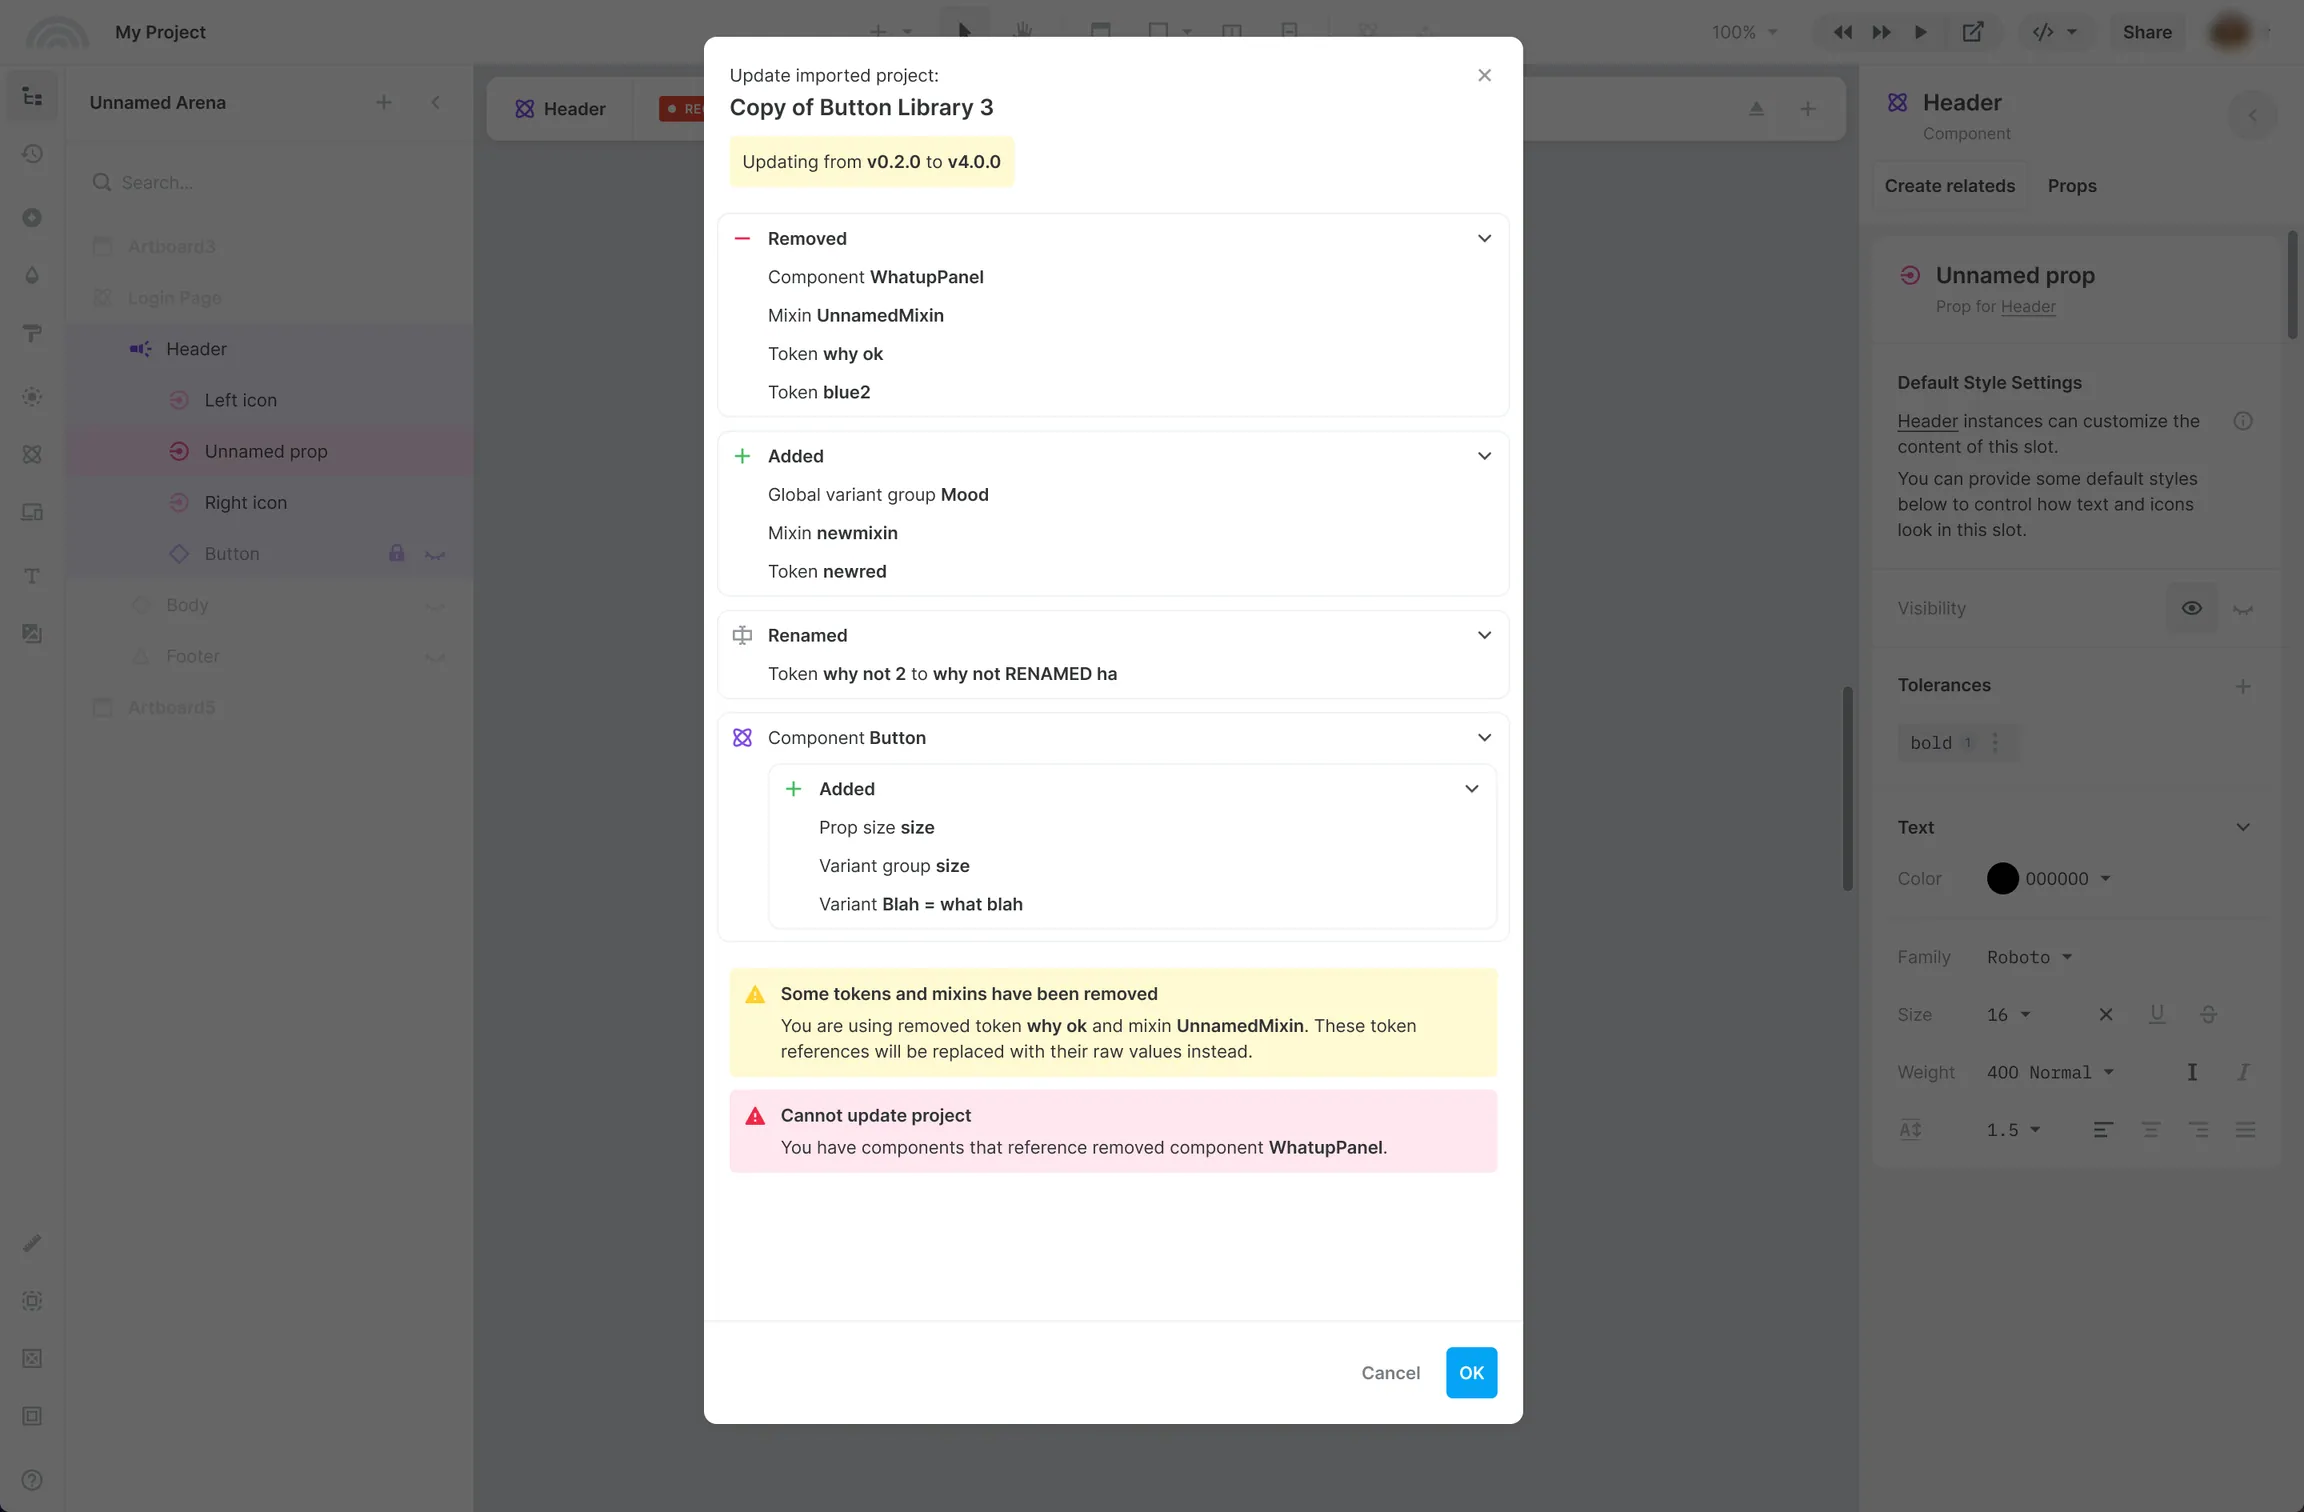 My Project
100%
Share
Unnamed Arena
Search...
Artboard3
Login Page
Header
Left icon
Unnamed prop
Right icon
Button
Body
Footer
Artboard5
Header
Update imported project:
Copy of Button Library 3
Updating from v0.2.0 to v4.0.0
Removed
Component WhatupPanel
Mixin UnnamedMixin
Token why ok
Token blue2
Added
Global variant group Mood
Mixin newmixin
Token newred
Renamed
Token why not 2 to why not RENAMED ha
Component Button
Added
Prop size size
Variant group size
Variant Blah = what blah
Some tokens and mixins have been removed
You are using removed token why ok and mixin UnnamedMixin. These token
references will be replaced with their raw values instead.
Cannot update project
You have components that reference removed component WhatupPanel.
Cancel
OK
Header
Component
Create relateds
Props
Unnamed prop
Prop for Header
Default Style Settings
Header instances can customize the
content of this slot.
You can provide some default styles
below to control how text and icons
look in this slot.
Visibility
Tolerances
bold 1
Text
Color
000000
Family
Roboto
Size
16
Weight
400 Normal
1.5